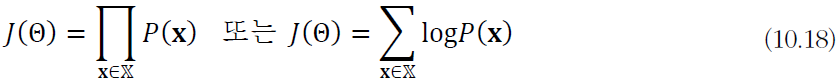 J(Θ) = ∏_{𝐱∈𝕏} P(𝐱) 또는 J(Θ) = ∑_{𝐱∈𝕏} logP(𝐱) (10.18)